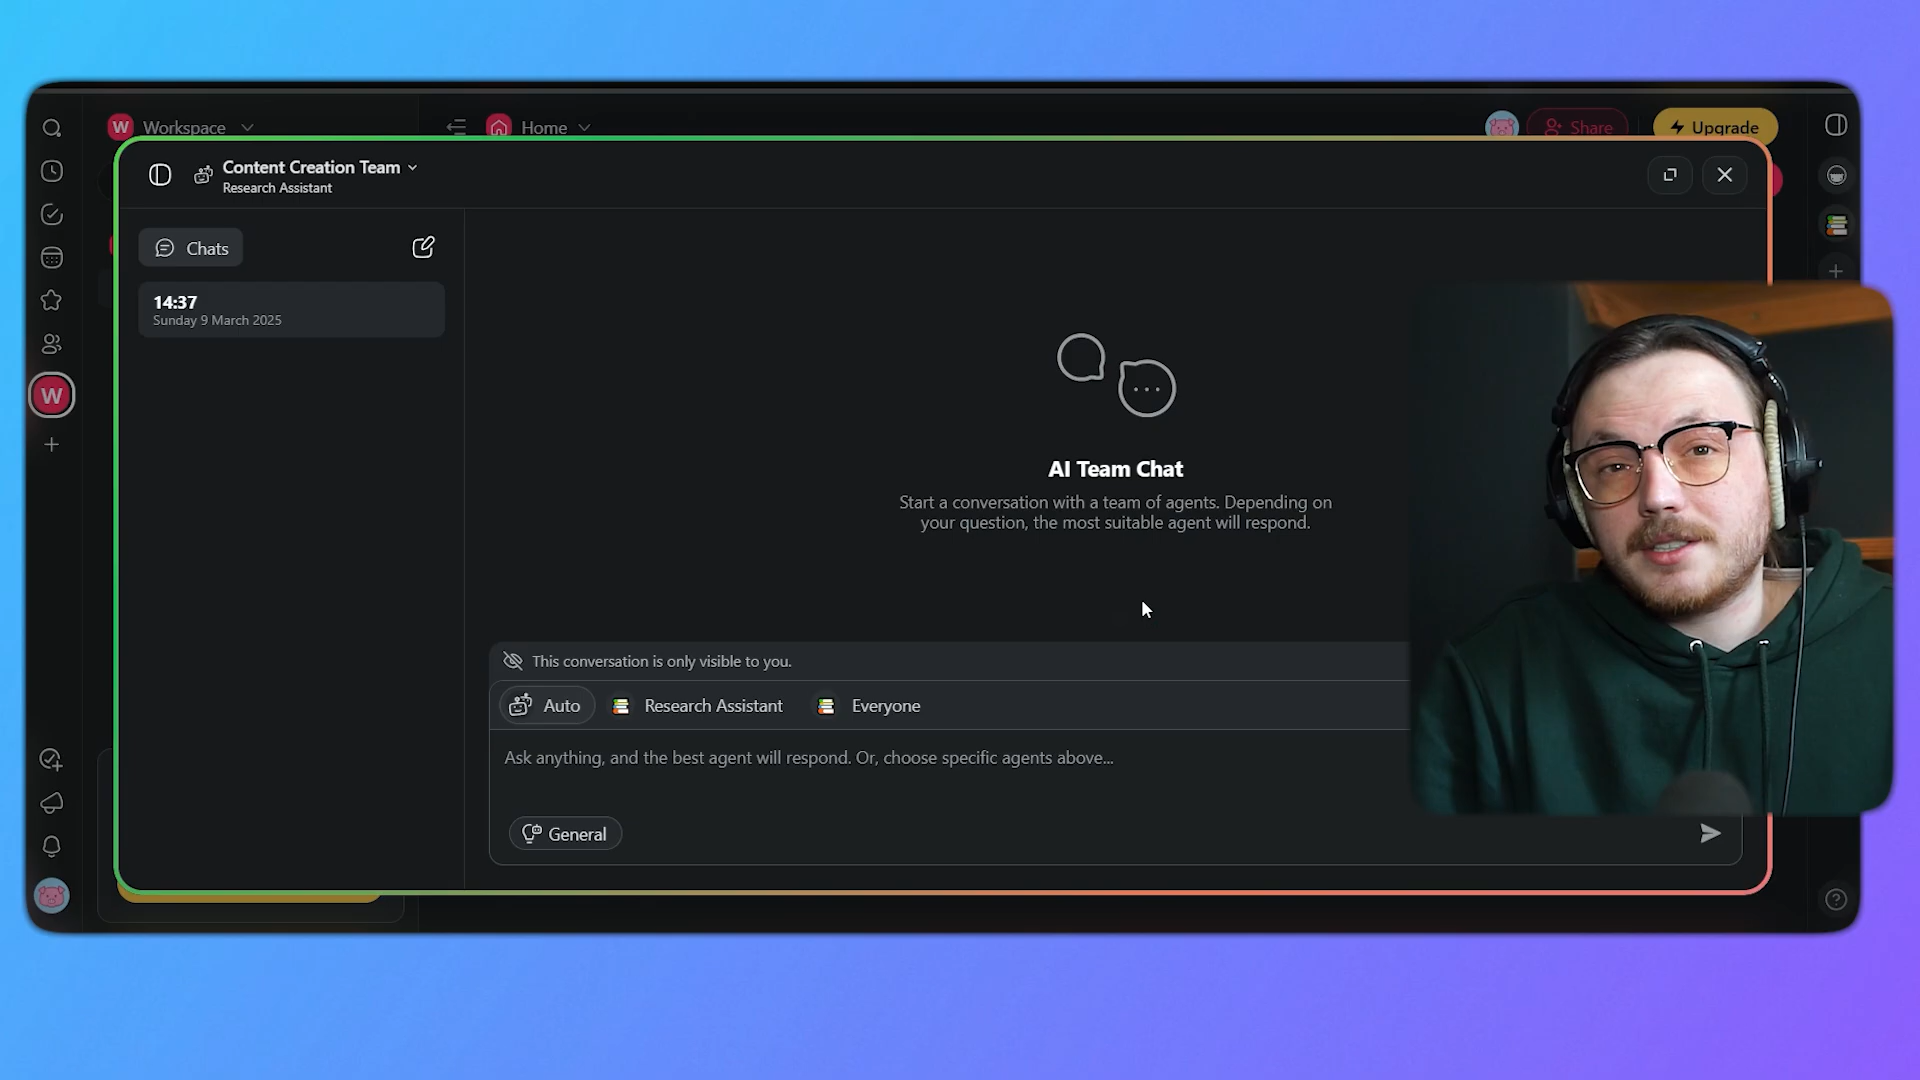 W Workspace
Home
Share
Upgrade
Content Creation Team
Research Assistant
Chats
14:37
Sunday 9 March 2025
W
AI Team Chat
Start a conversation with a team of agents. Depending on
your question, the most suitable agent will respond.
This conversation is only visible to you.
Auto
Research Assistant
Everyone
Ask anything, and the best agent will respond. Or, choose specific agents above...
General